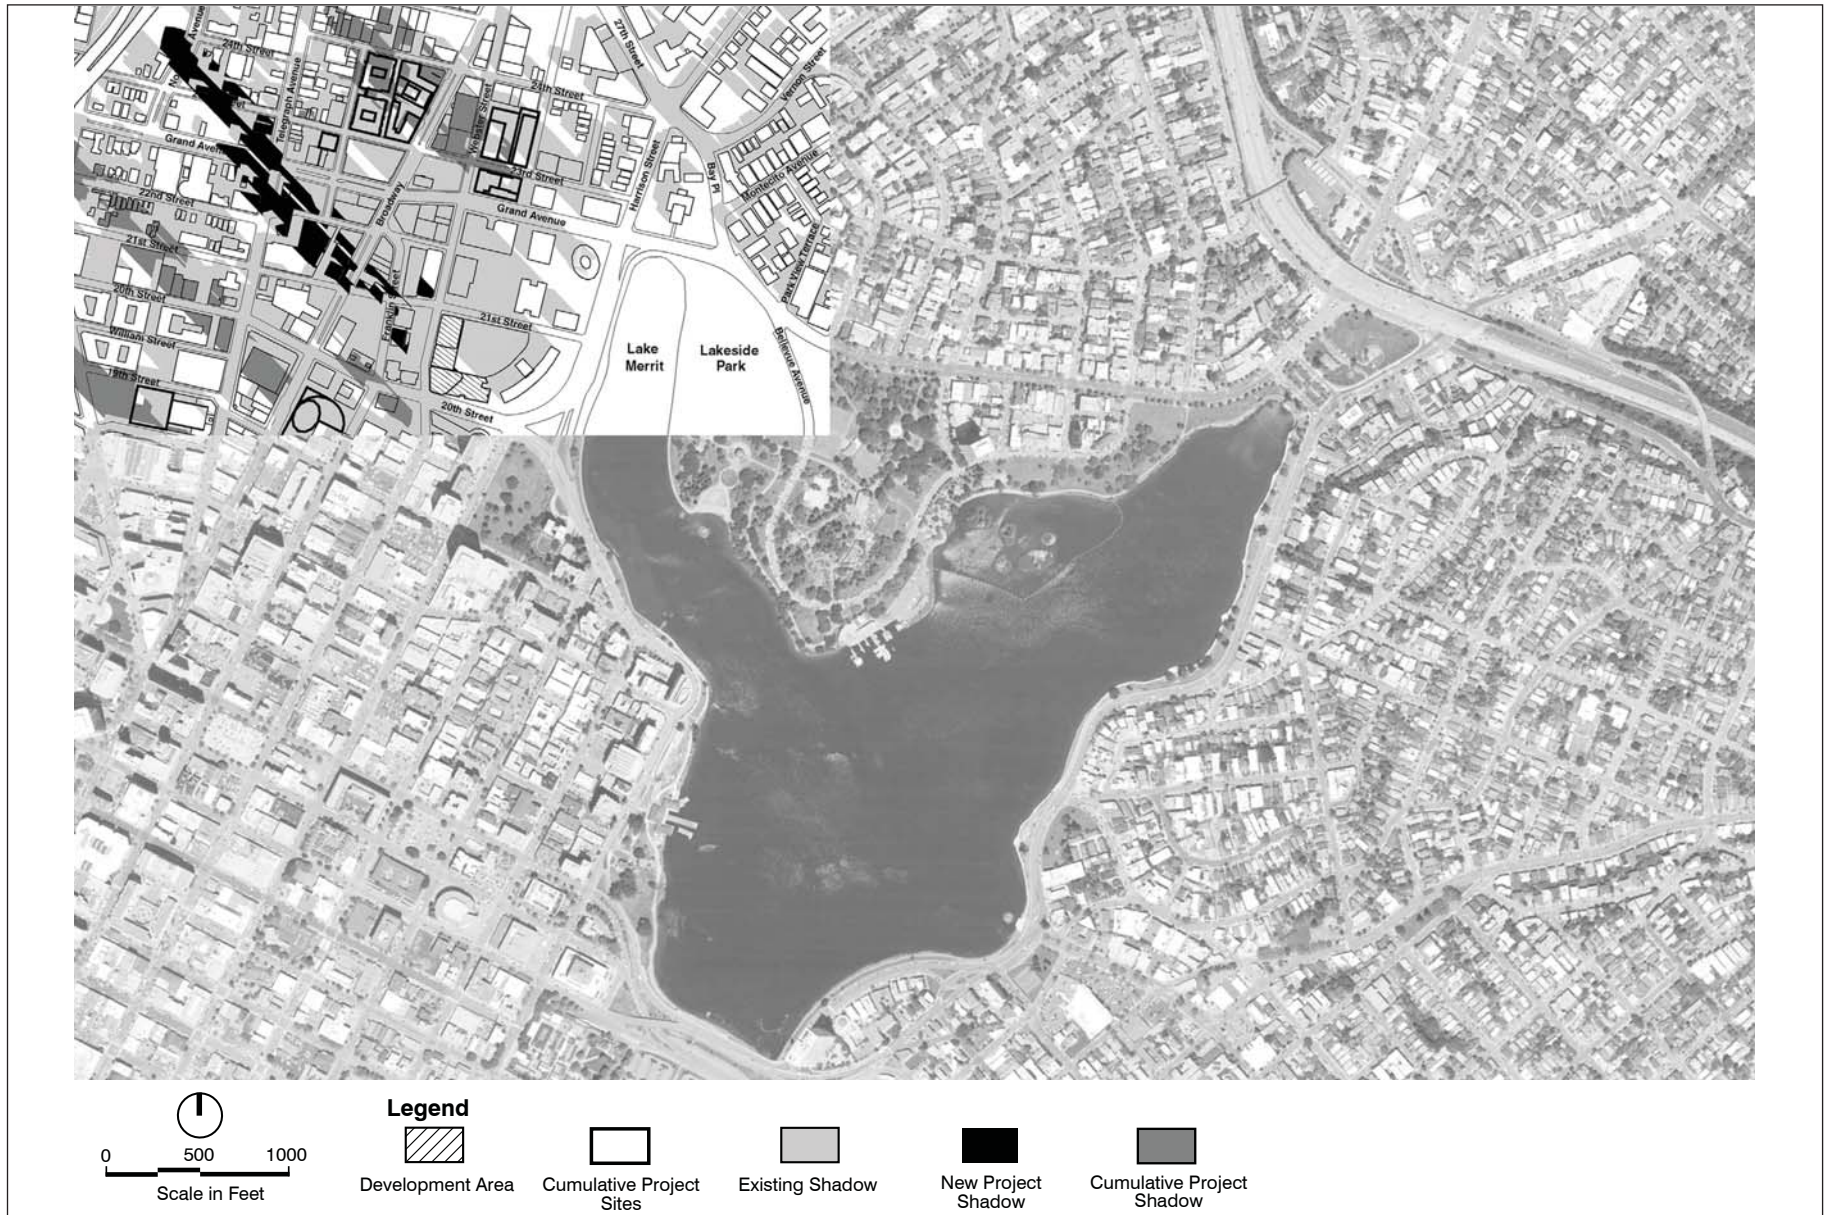 27th Street
Vernon Street
24th Street
24th Street
Telegraph Avenue
Webster Street
Grand Avenue
Harrison Street
Bay Pl
Montecito Avenue
23rd Street
22nd Street
Broadway
Grand Avenue
21st Street
Park View Terrace
20th Street
21st Street
William Street
19th Street
20th Street
Bellevue Avenue
Lake
Merrit
Lakeside
Park
Legend
0 500 1000
Scale in Feet
Development Area
Cumulative Project
Sites
Existing Shadow
New Project
Shadow
Cumulative Project
Shadow